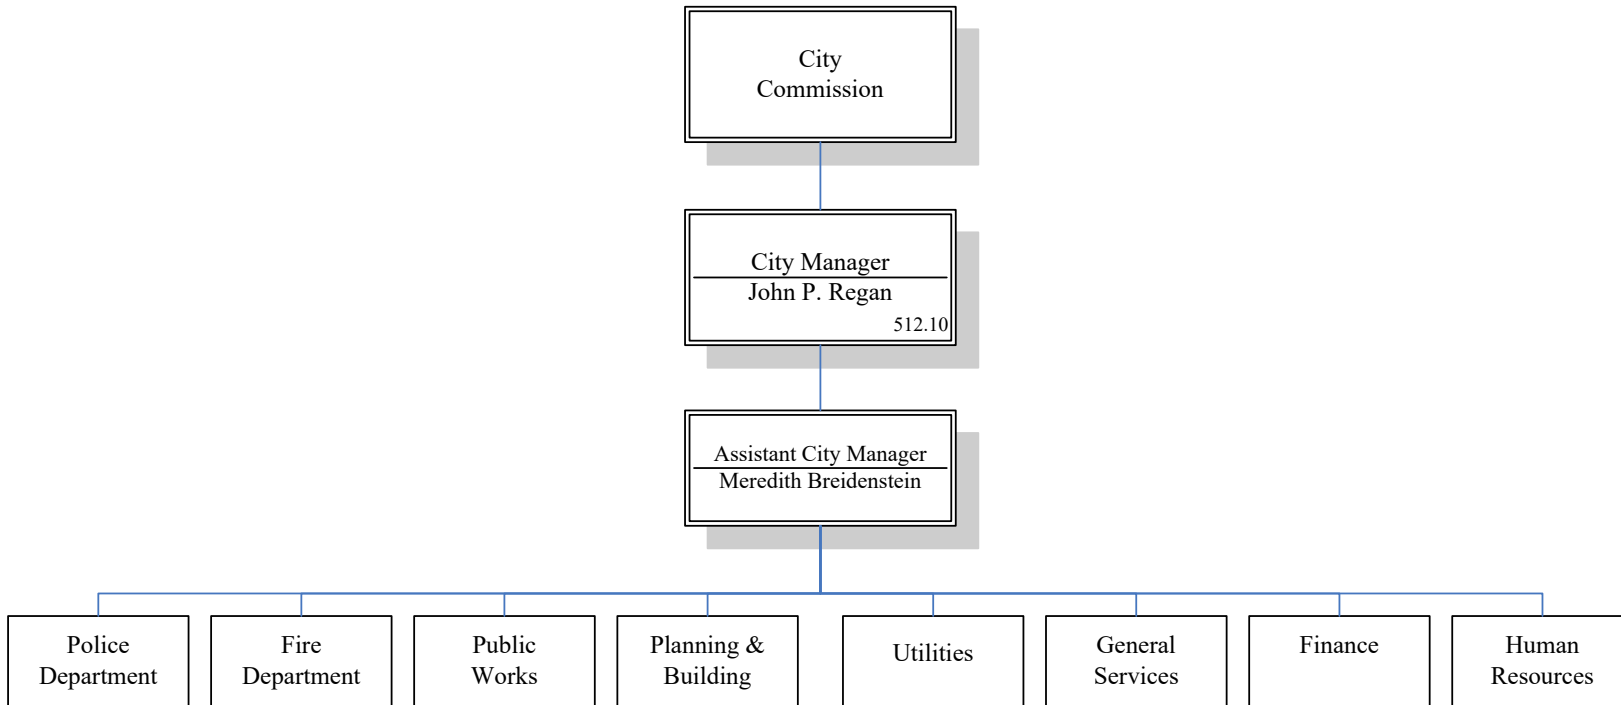 City
Commission
City Manager
John P. Regan
512.10
Assistant City Manager
Meredith Breidenstein
Police
Department
Fire
Department
Public
Works
Planning &
Building
Utilities
General
Services
Finance
Human
Resources